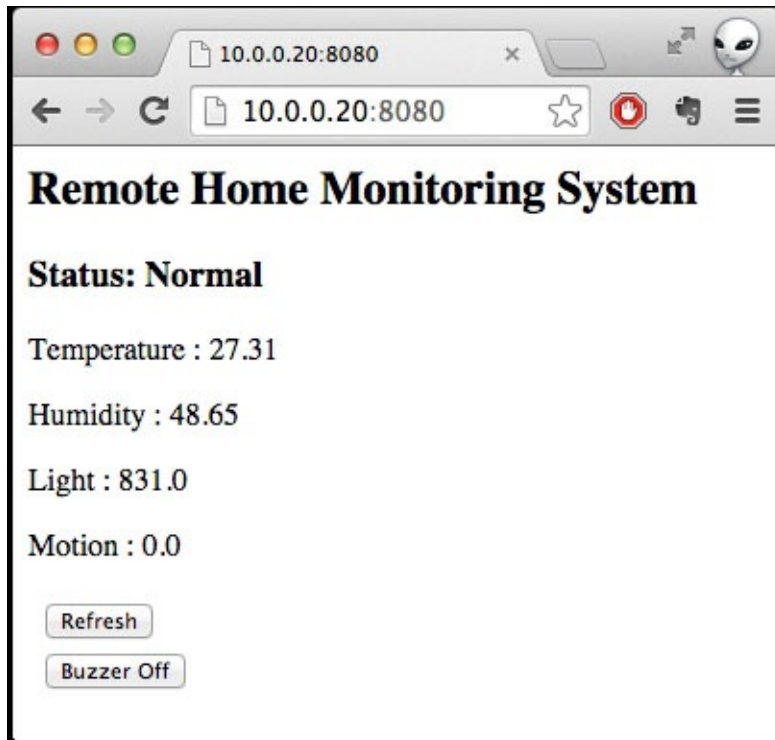 10.0.0.20:8080
10.0.0.20:8080
Remote Home Monitoring System
Status: Normal
Temperature : 27.31
Humidity : 48.65
Light : 831.0
Motion : 0.0
Refresh
Buzzer Off